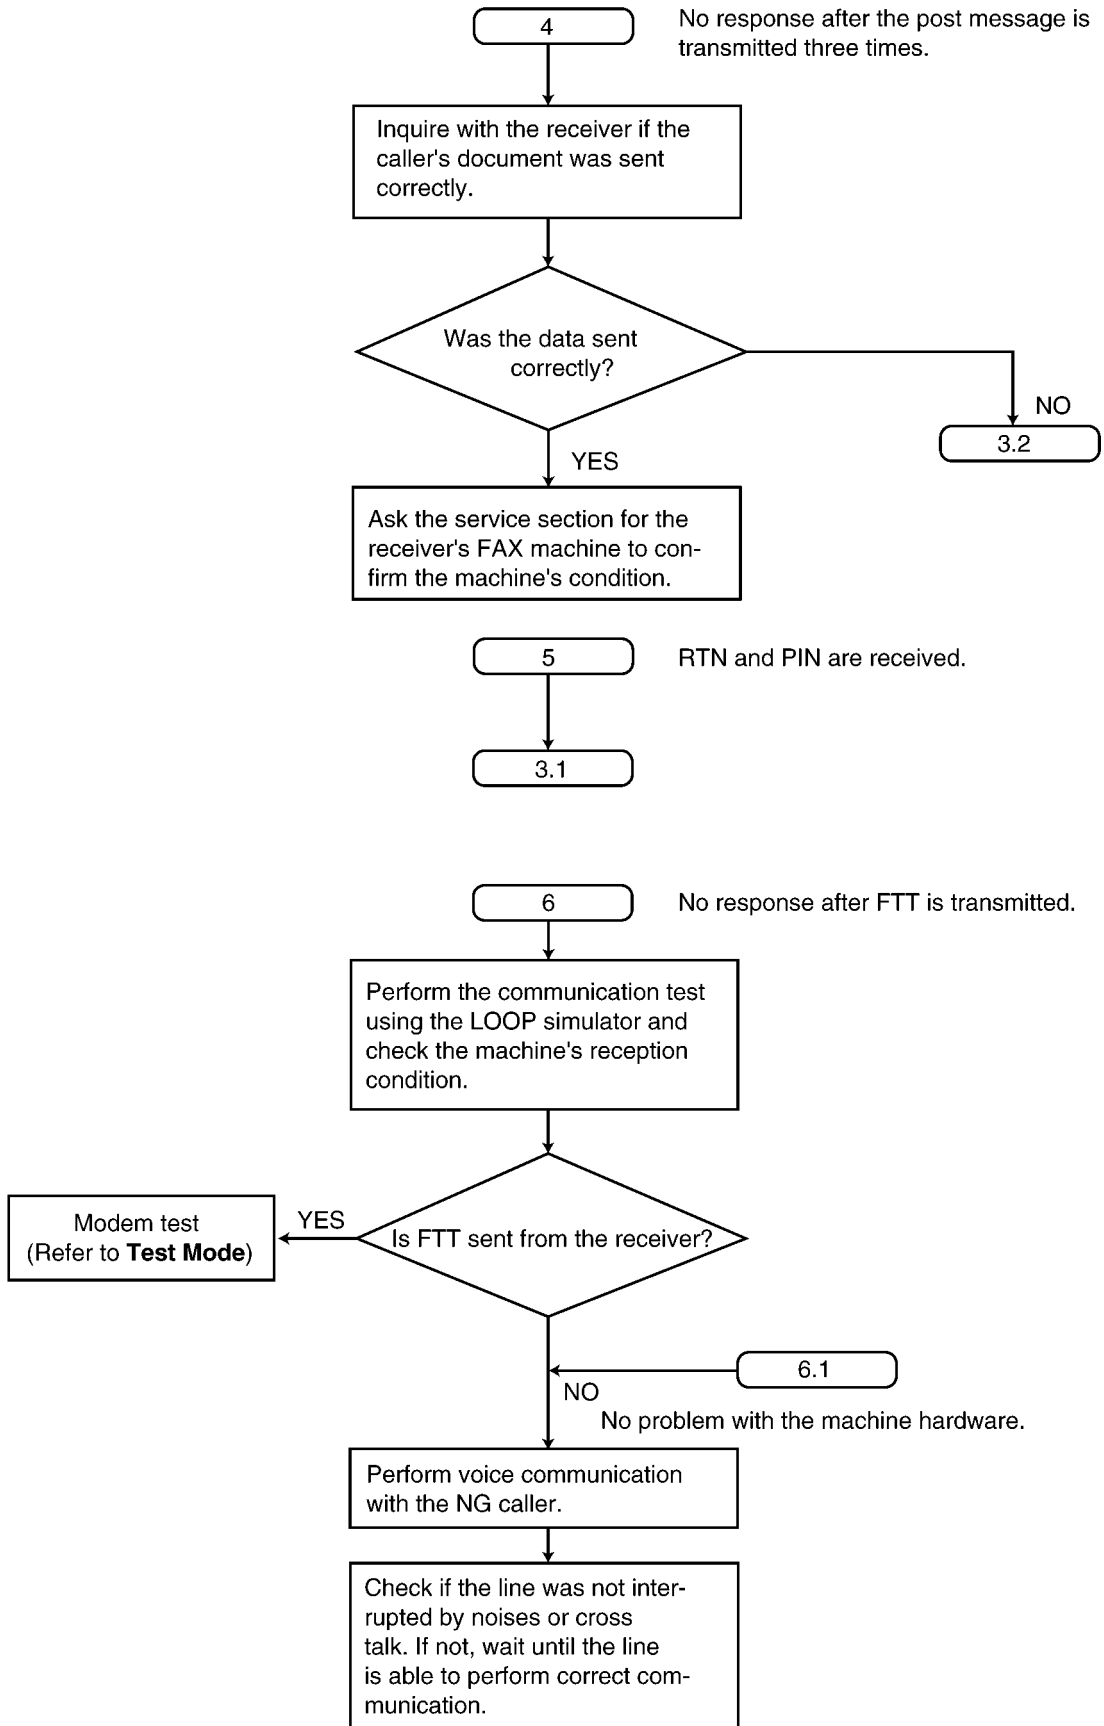 4
No response after the post message is
transmitted three times.
Inquire with the receiver if the
caller's document was sent
correctly.
Was the data sent
correctly?
NO
3.2
YES
Ask the service section for the
receiver's FAX machine to con-
firm the machine's condition.
5
RTN and PIN are received.
3.1
6
No response after FTT is transmitted.
Perform the communication test
using the LOOP simulator and
check the machine's reception
condition.
Is FTT sent from the receiver?
YES
Modem test
(Refer to Test Mode)
6.1
NO
No problem with the machine hardware.
Perform voice communication
with the NG caller.
Check if the line was not inter-
rupted by noises or cross
talk. If not, wait until the line
is able to perform correct com-
munication.